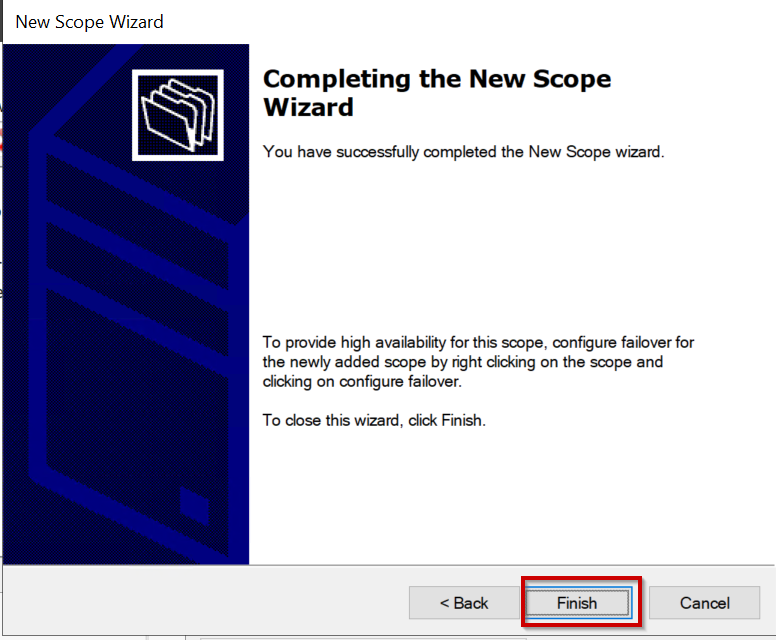 New Scope Wizard
Completing the New Scope
Wizard
You have successfully completed the New Scope wizard.
To provide high availability for this scope, configure failover for
the newly added scope by right clicking on the scope and
clicking on configure failover.
To close this wizard, click Finish.
< Back
Finish
Cancel